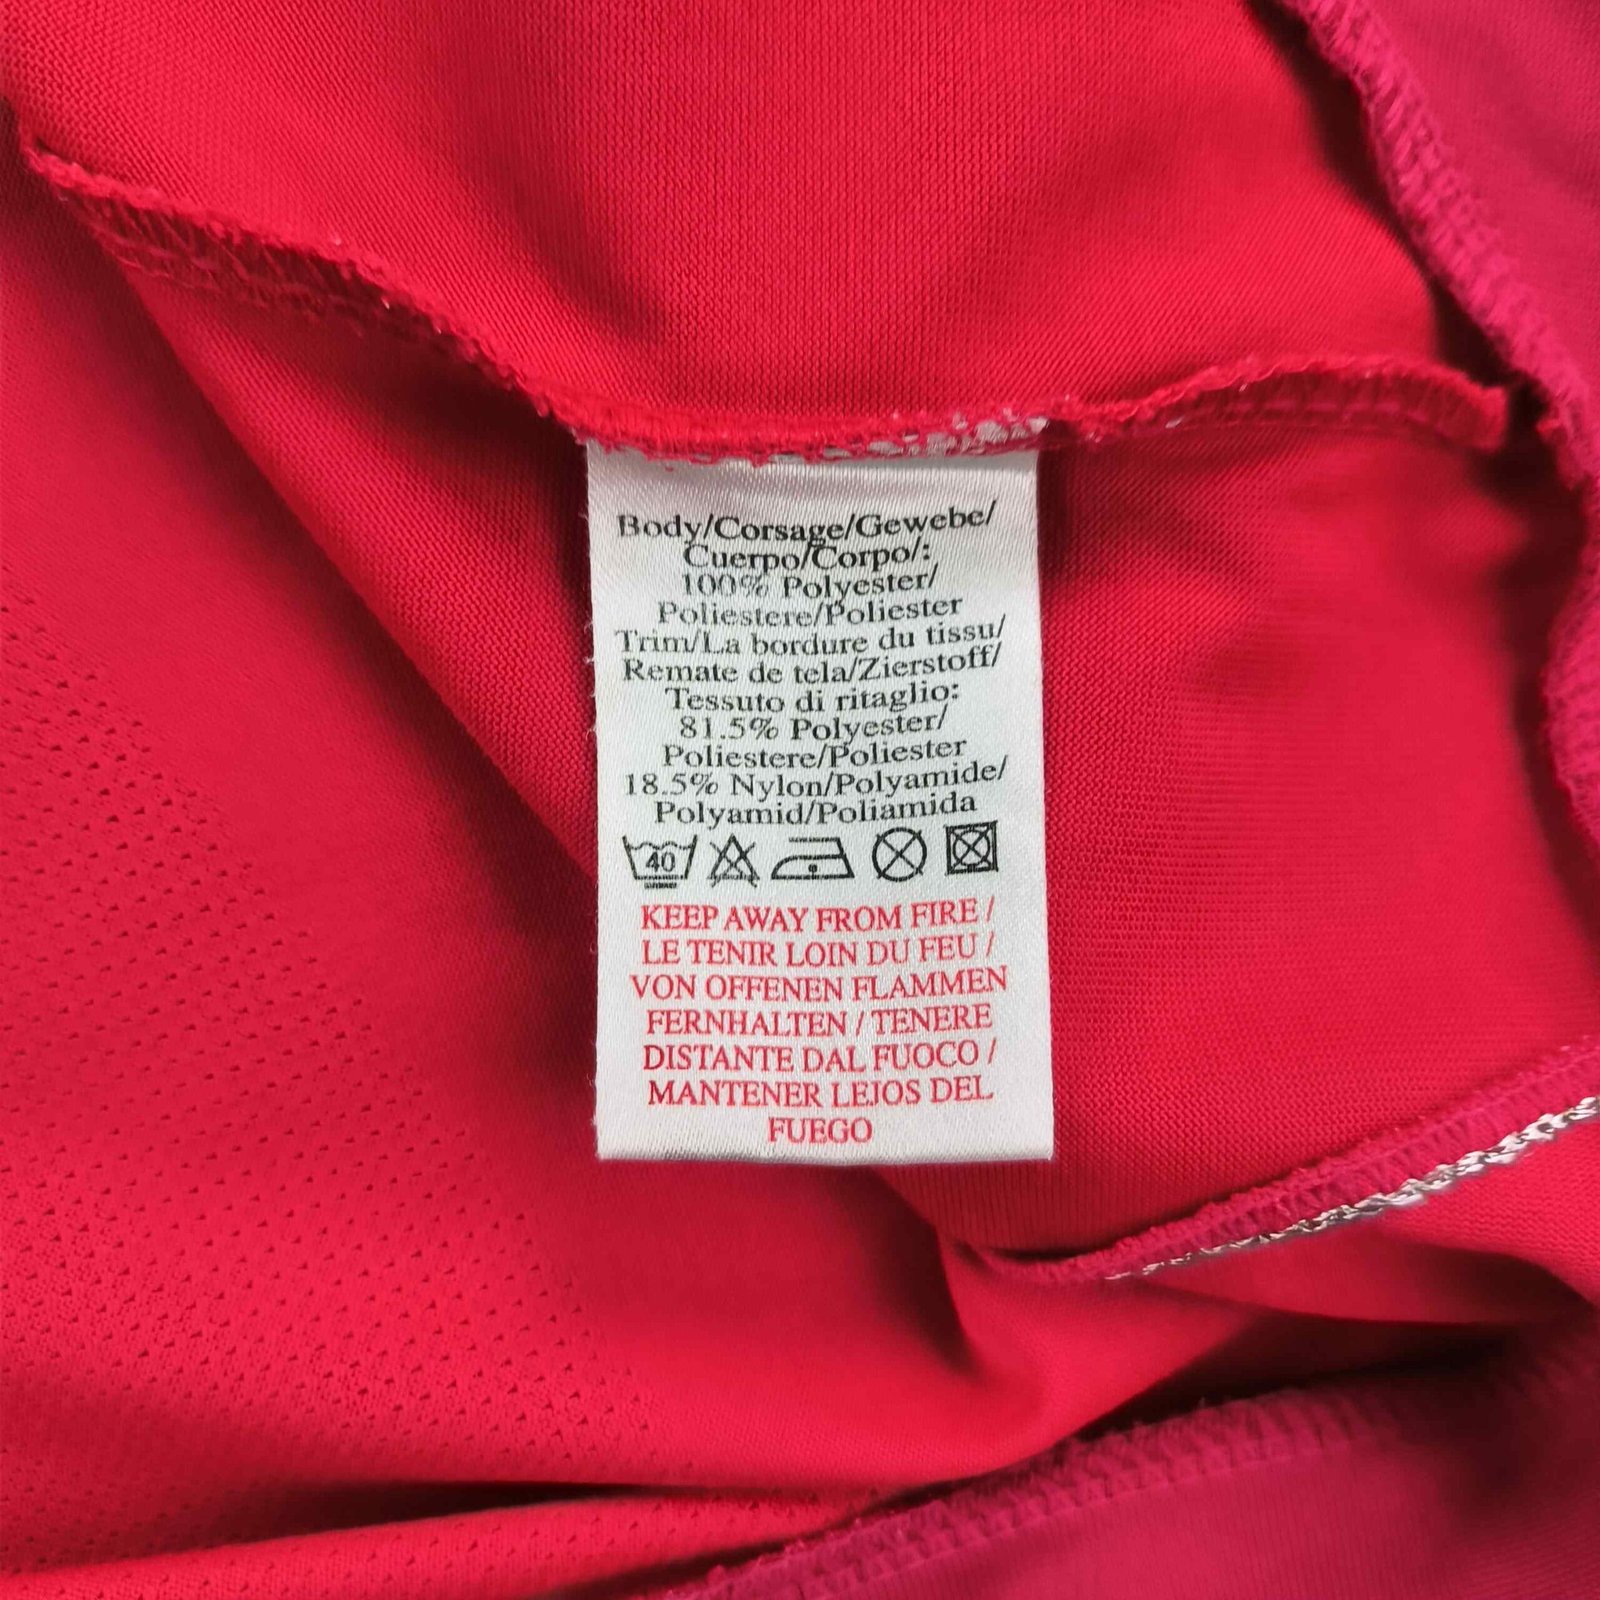 Body/Corsage/Gewebe/
Cuerpo/Corpo/:
100% Polyester/
Poliestere/Poliester
Trim/La bordure du tissu/
Remate de tela/Zierstoff/
Tessuto di ritaglio:
81.5% Polyester/
Poliestere/Poliester
18.5% Nylon/Polyamide/
Polyamid/Poliamida
40
KEEP AWAY FROM FIRE /
LE TENIR LOIN DU FEU /
VON OFFENEN FLAMMEN
FERNHALTEN / TENERE
DISTANTE DAL FUOCO /
MANTENER LEJOS DEL
FUEGO